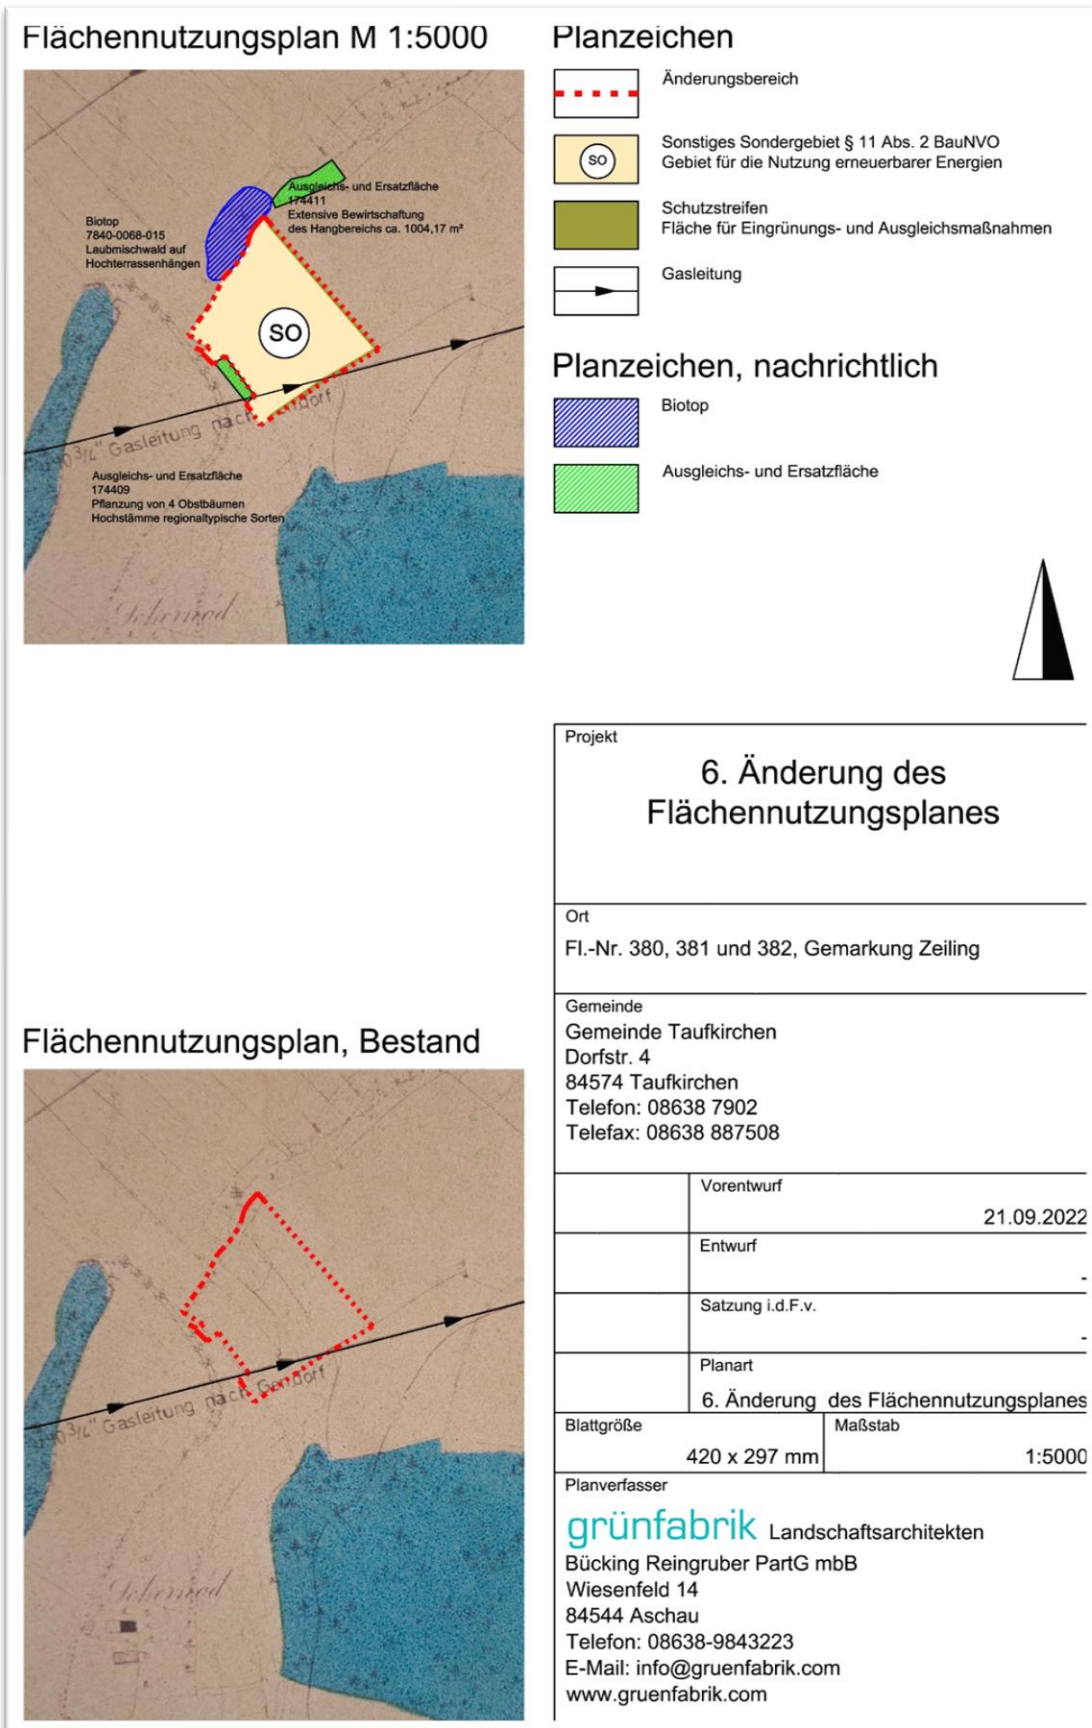 Flächennutzungsplan M 1:5000
Biotop
7840-0068-015
Laubmischwald auf
Hochterrassenhängen
Ausgleichs- und Ersatzfläche
174411
Extensive Bewirtschaftung
des Hangbereichs ca. 1004,17 m²
SO
Gasleitung nach
Ausgleichs- und Ersatzfläche
174409
Pflanzung von 4 Obstbäumen
Hochstämme regionaltypische Sorten
Planzeichen
Änderungsbereich
SO
Sonstiges Sondergebiet § 11 Abs. 2 BauNVO
Gebiet für die Nutzung erneuerbarer Energien
Schutzstreifen
Fläche für Eingrünungs- und Ausgleichsmaßnahmen
Gasleitung
Planzeichen, nachrichtlich
Biotop
Ausgleichs- und Ersatzfläche
Flächennutzungsplan, Bestand
Gasleitung nach Gendorf
Projekt
6. Änderung des
Flächennutzungsplanes
Ort
Fl.-Nr. 380, 381 und 382, Gemarkung Zeiling
Gemeinde
Gemeinde Taufkirchen
Dorfstr. 4
84574 Taufkirchen
Telefon: 08638 7902
Telefax: 08638 887508
Vorentwurf
21.09.2022
Entwurf
-
Satzung i.d.F.v.
-
Planart
6. Änderung des Flächennutzungsplanes
Blattgröße
420 x 297 mm
Maßstab
1:5000
Planverfasser
grünfabrik Landschaftsarchitekten
Bücking Reingruber PartG mbB
Wiesenfeld 14
84544 Aschau
Telefon: 08638-9843223
E-Mail: info@gruenfabrik.com
www.gruenfabrik.com